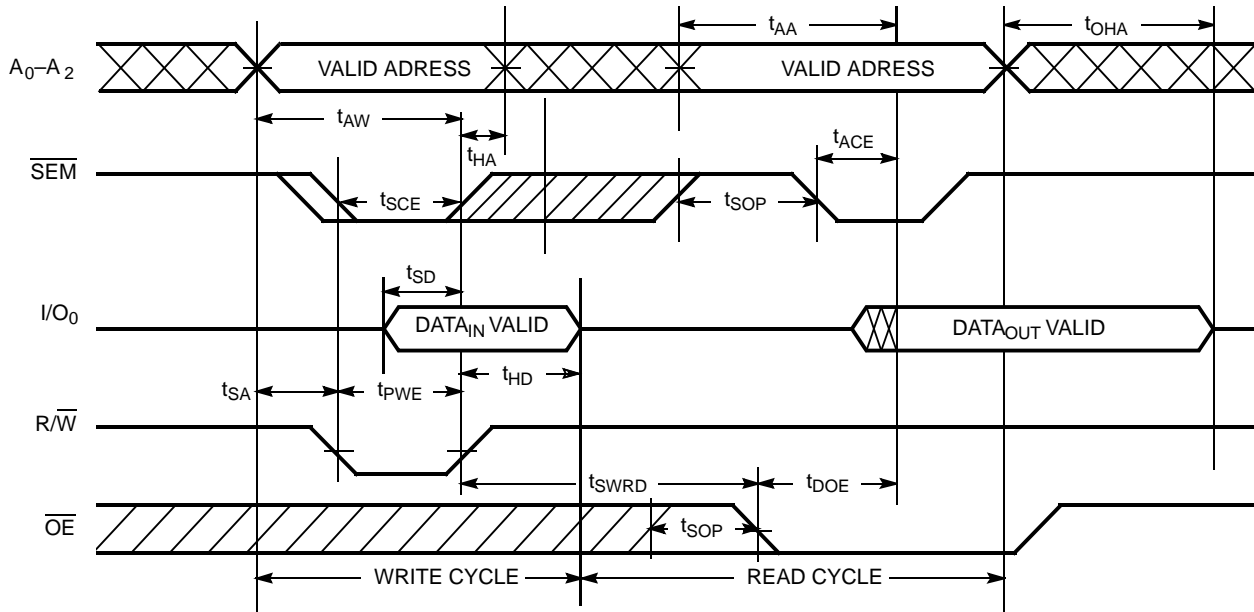 tAA
tOHA
A0–A2
VALID ADRESS
VALID ADRESS
tAW
tHA
tACE
SEM
tSCE
tSOP
tSD
I/O0
DATAIN VALID
DATAOUT VALID
tSA
tPWE
tHD
R/W
tSWRD
tDOE
OE
tSOP
WRITE CYCLE
READ CYCLE